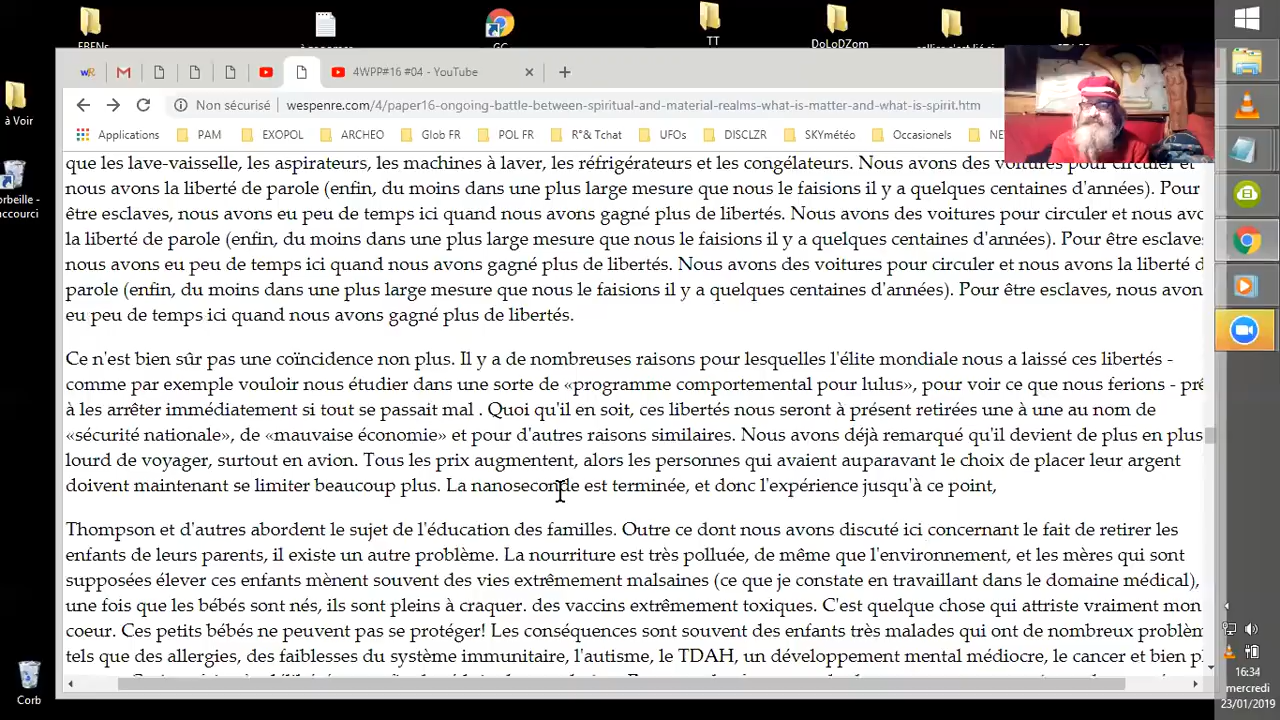 EBENs
GC
TT
DoLoDZom
à Voir
4WPP#16 #04 - YouTube
Non sécurisé
wespenre.com/4/paper16-ongoing-battle-between-spiritual-and-material-realms-what-is-matter-and-what-is-spirit.htm
Applications PAM EXOPOL ARCHEO Glob FR POL FR R°& Tchat UFOs DISCLZR SKYmétéo Occasionels
que les lave-vaisselle, les aspirateurs, les machines à laver, les réfrigérateurs et les congélateurs. Nous avons des voitures pour circuler et
nous avons la liberté de parole (enfin, du moins dans une plus large mesure que nous le faisions il y a quelques centaines d'années). Pour
être esclaves, nous avons eu peu de temps ici quand nous avons gagné plus de libertés. Nous avons des voitures pour circuler et nous avo
la liberté de parole (enfin, du moins dans une plus large mesure que nous le faisions il y a quelques centaines d'années). Pour être esclaves
nous avons eu peu de temps ici quand nous avons gagné plus de libertés. Nous avons des voitures pour circuler et nous avons la liberté d
parole (enfin, du moins dans une plus large mesure que nous le faisions il y a quelques centaines d'années). Pour être esclaves, nous avon
eu peu de temps ici quand nous avons gagné plus de libertés.
Ce n'est bien sûr pas une coïncidence non plus. Il y a de nombreuses raisons pour lesquelles l'élite mondiale nous a laissé ces libertés -
comme par exemple vouloir nous étudier dans une sorte de «programme comportemental pour lulus», pour voir ce que nous ferions - prê
à les arrêter immédiatement si tout se passait mal . Quoi qu'il en soit, ces libertés nous seront à présent retirées une à une au nom de
«sécurité nationale», de «mauvaise économie» et pour d'autres raisons similaires. Nous avons déjà remarqué qu'il devient de plus en plus
lourd de voyager, surtout en avion. Tous les prix augmentent, alors les personnes qui avaient auparavant le choix de placer leur argent
doivent maintenant se limiter beaucoup plus. La nanoseconde est terminée, et donc l'expérience jusqu'à ce point,
Thompson et d'autres abordent le sujet de l'éducation des familles. Outre ce dont nous avons discuté ici concernant le fait de retirer les
enfants de leurs parents, il existe un autre problème. La nourriture est très polluée, de même que l'environnement, et les mères qui sont
supposées élever ces enfants mènent souvent des vies extrêmement malsaines (ce que je constate en travaillant dans le domaine médical),
une fois que les bébés sont nés, ils sont pleins à craquer. des vaccins extrêmement toxiques. C'est quelque chose qui attriste vraiment mon
coeur. Ces petits bébés ne peuvent pas se protéger! Les conséquences sont souvent des enfants très malades qui ont de nombreux problèm
tels que des allergies, des faiblesses du système immunitaire, l'autisme, le TDAH, un développement mental médiocre, le cancer et bien pl
orbeille -
accourci
Corb
16:34
mercredi
23/01/2019